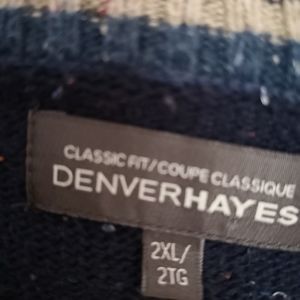 CLASSIC FIT/COUPE CLASSIQUE
DENVERHAYES
2XL/
2TG